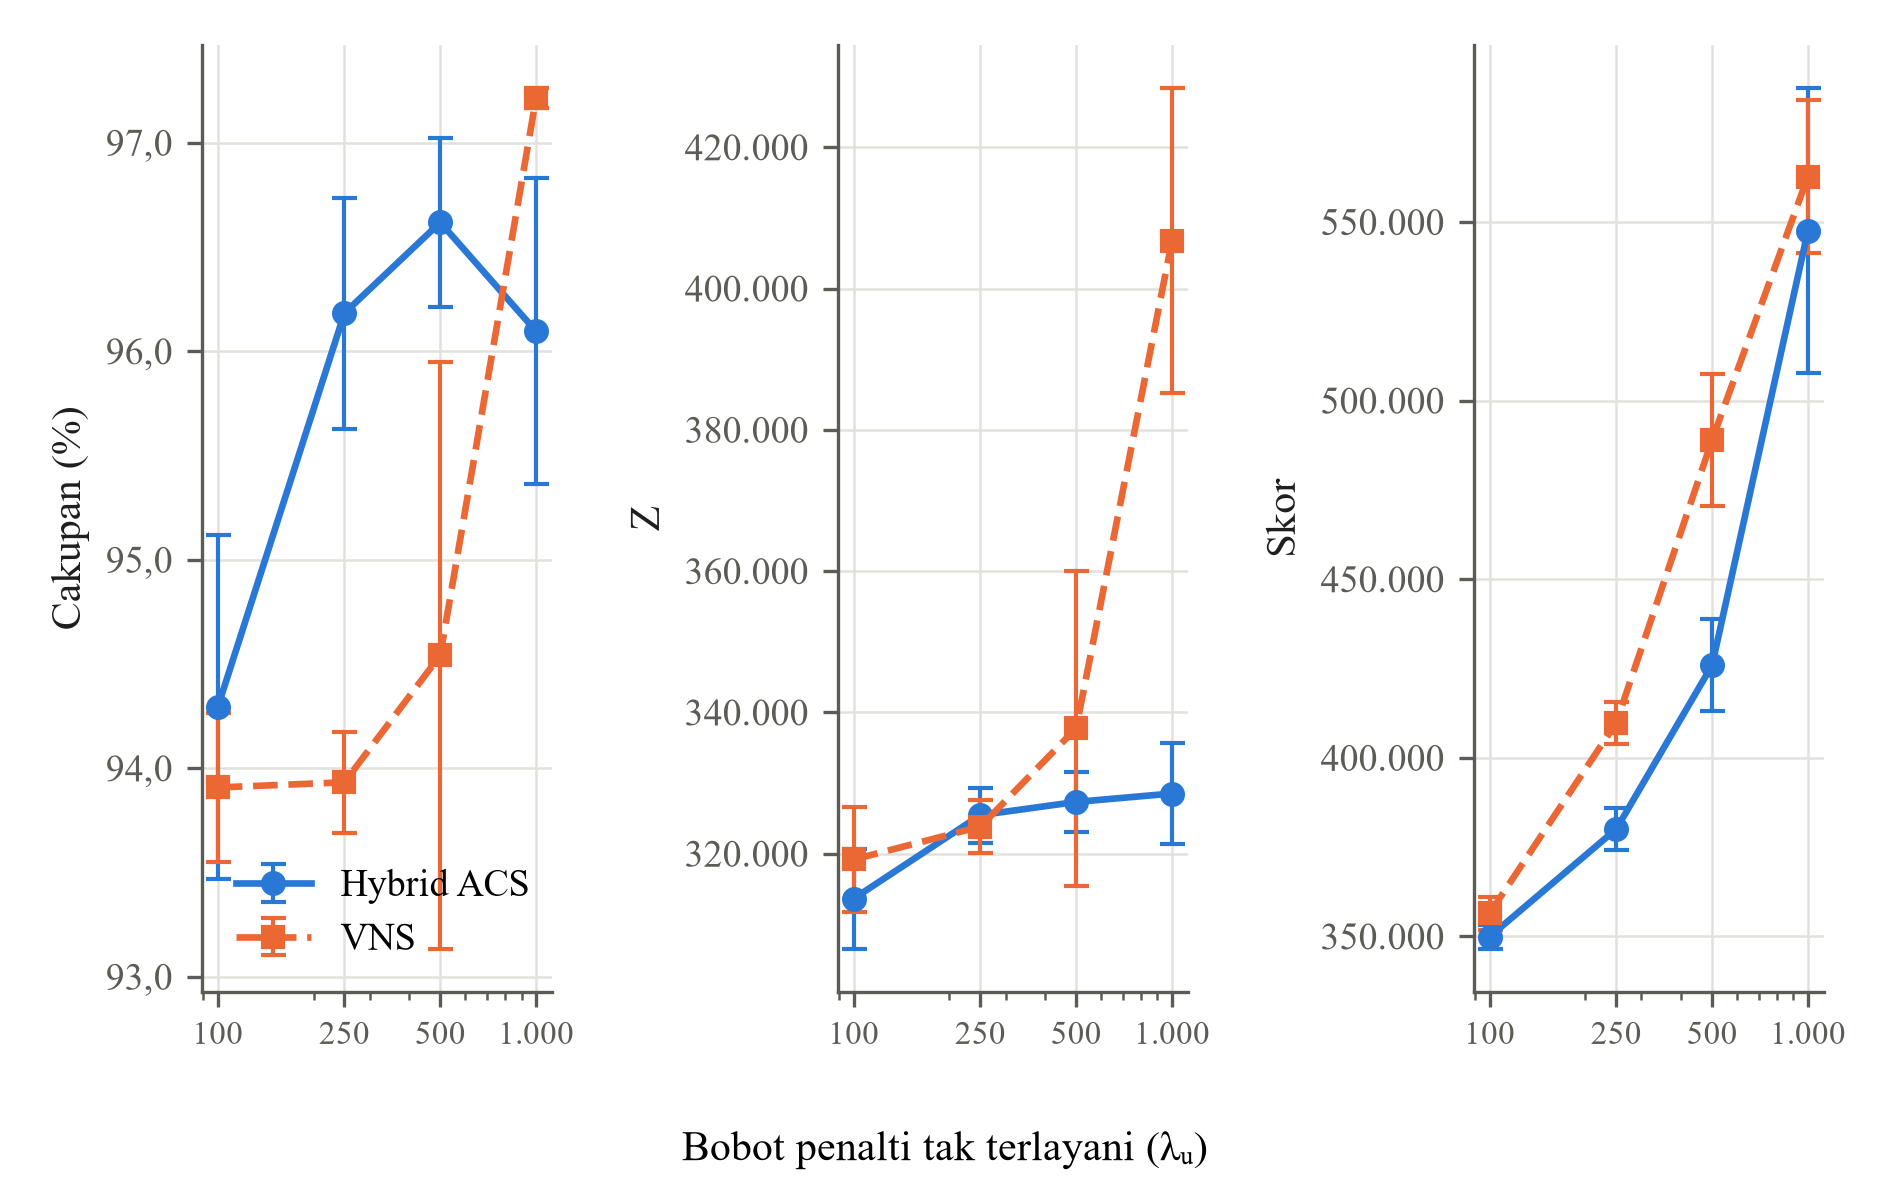 Cakupan (%)
97,0
96,0
95,0
94,0
93,0
Hybrid ACS
VNS
100 250 500 1.000
Z
420.000
400.000
380.000
360.000
340.000
320.000
100 250 500 1.000
Skor
550.000
500.000
450.000
400.000
350.000
100 250 500 1.000
Bobot penalti tak terlayani (λᵤ)